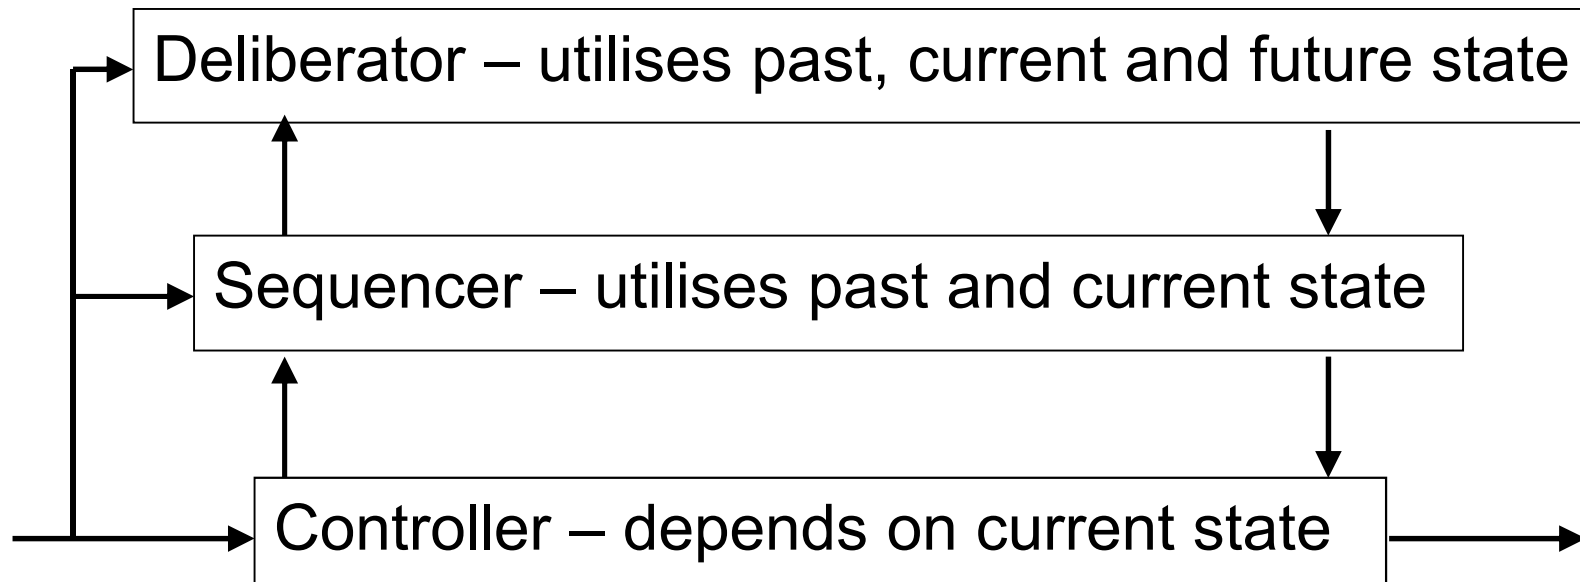 Deliberator – utilises past, current and future state
Sequencer – utilises past and current state
Controller – depends on current state